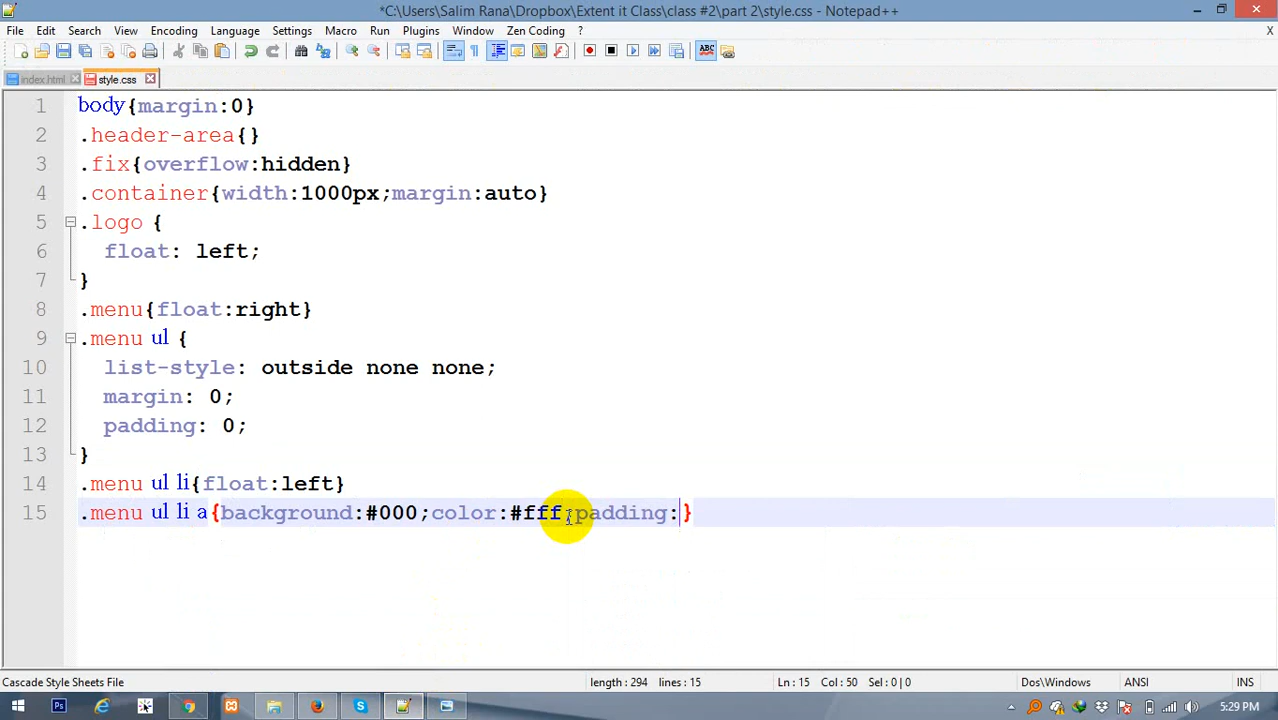 *C:\Users\Salim Rana\Dropbox\Extent it Class\class #2\part 2\style.css - Notepad++
File Edit Search View Encoding Language Settings Macro Run Plugins Window Zen Coding ? X
index.html style.css
1 body{margin:0}
2 .header-area{}
3 .fix{overflow:hidden}
4 .container{width:1000px;margin:auto}
5 .logo {
6 float: left;
7 }
8 .menu{float:right}
9 .menu ul {
10 list-style: outside none none;
11 margin: 0;
12 padding: 0;
13 }
14 .menu ul li{float:left}
15 .menu ul li a{background:#000;color:#fff;padding:}
Cascade Style Sheets File length : 294 lines : 15 Ln : 15 Col : 50 Sel : 0 | 0 Dos\Windows ANSI INS
5:29 PM